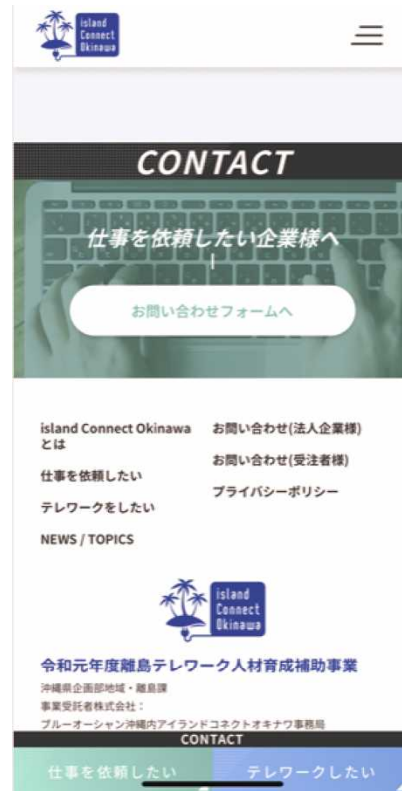 island
Connect
Okinawa
CONTACT
仕事を依頼したい企業様へ
お問い合わせフォームへ
island Connect Okinawa
とは
仕事を依頼したい
テレワークをしたい
NEWS / TOPICS
お問い合わせ(法人企業様)
お問い合わせ(受注者様)
プライバシーポリシー
island
Connect
Okinawa
令和元年度離島テレワーク人材育成補助事業
沖縄県企画部地域・離島課
事業受託者株式会社：
ブルーオーシャン沖縄内アイランドコネクトオキナワ事務局
CONTACT
仕事を依頼したい
テレワークしたい